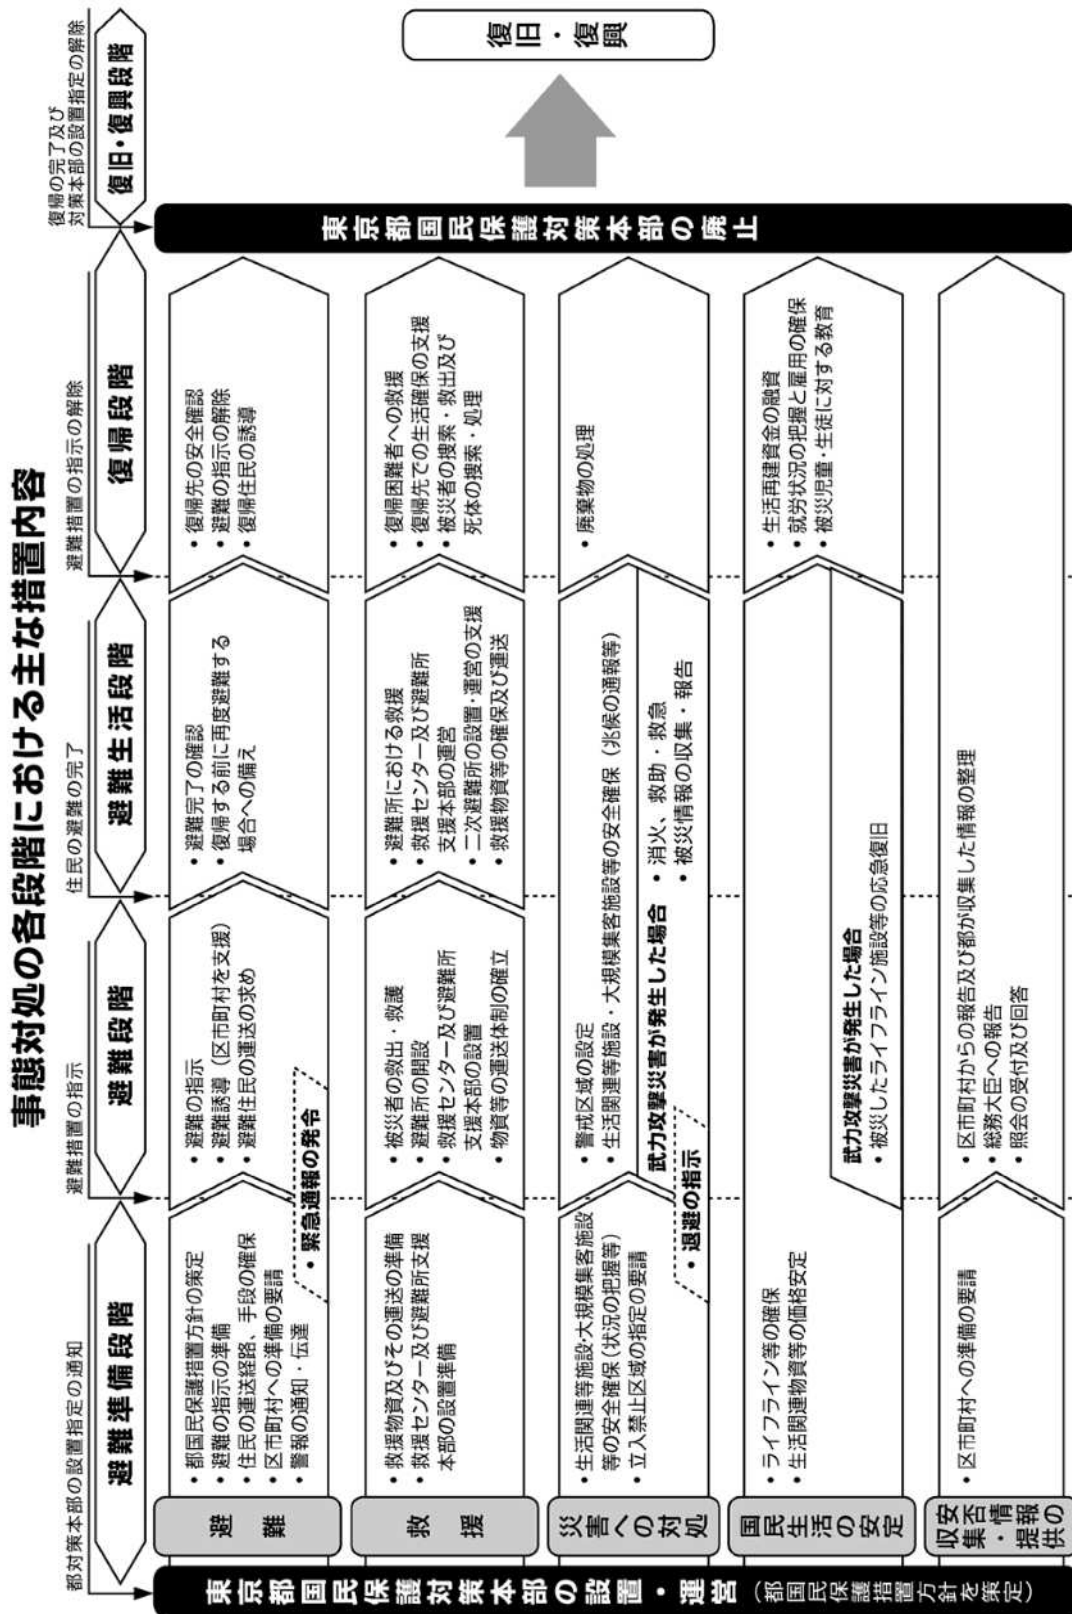 事態対処の各段階における主な措置内容
都対策本部の設置指定の通知
避難措置の指示
住民の避難の完了
避難措置の指示の解除
復帰の完了及び
対策本部の設置指定の解除
避難準備段階
避難段階
避難生活段階
復帰段階
復旧・復興段階
東京都国民保護対策本部の設置・運営（都国民保護措置方針を策定）
避難
• 都国民保護措置方針の策定
• 避難の指示の準備
• 住民の運送経路、手段の確保
• 区市町村への準備の要請
• 警報の通知・伝達
• 緊急通報の発令
• 避難の指示
• 避難誘導（区市町村を支援）
• 避難住民の運送の求め
• 避難完了の確認
• 復帰する前に再度避難する
場合への備え
• 復帰先の安全確認
• 避難の指示の解除
• 復帰住民の誘導
救援
• 救援物資及びその運送の準備
• 救援センター及び避難所支援
本部の設置準備
• 被災者の救出・救護
• 避難所の開設
• 救援センター及び避難所
支援本部の設置
• 物資等の運送体制の確立
• 避難所における救援
• 救援センター及び避難所
支援本部の運営
• 二次避難所の設置・運営の支援
• 救援物資等の確保及び運送
• 復帰困難者への救援
• 復帰先での生活確保の支援
• 被災者の捜索・救出及び
死体の捜索・処理
災害への対処
• 生活関連等施設・大規模集客施設
等の安全確保（状況の把握等）
• 立入禁止区域の指定の要請
• 退避の指示
• 警戒区域の設定
• 生活関連等施設・大規模集客施設等の安全確保（兆候の通報等）
武力攻撃災害が発生した場合
• 消火、救助・救急
• 被災情報の収集・報告
• 廃棄物の処理
国民生活の安定
• ライフライン等の確保
• 生活関連物資等の価格安定
武力攻撃災害が発生した場合
• 被災したライフライン施設等の応急復旧
• 生活再建資金の融資
• 就労状況の把握と雇用の確保
• 被災児童・生徒に対する教育
安否情報の
収集・提供
• 区市町村への準備の要請
• 区市町村からの報告及び都が収集した情報の整理
• 総務大臣への報告
• 照会の受付及び回答
東京都国民保護対策本部の廃止
復旧・復興